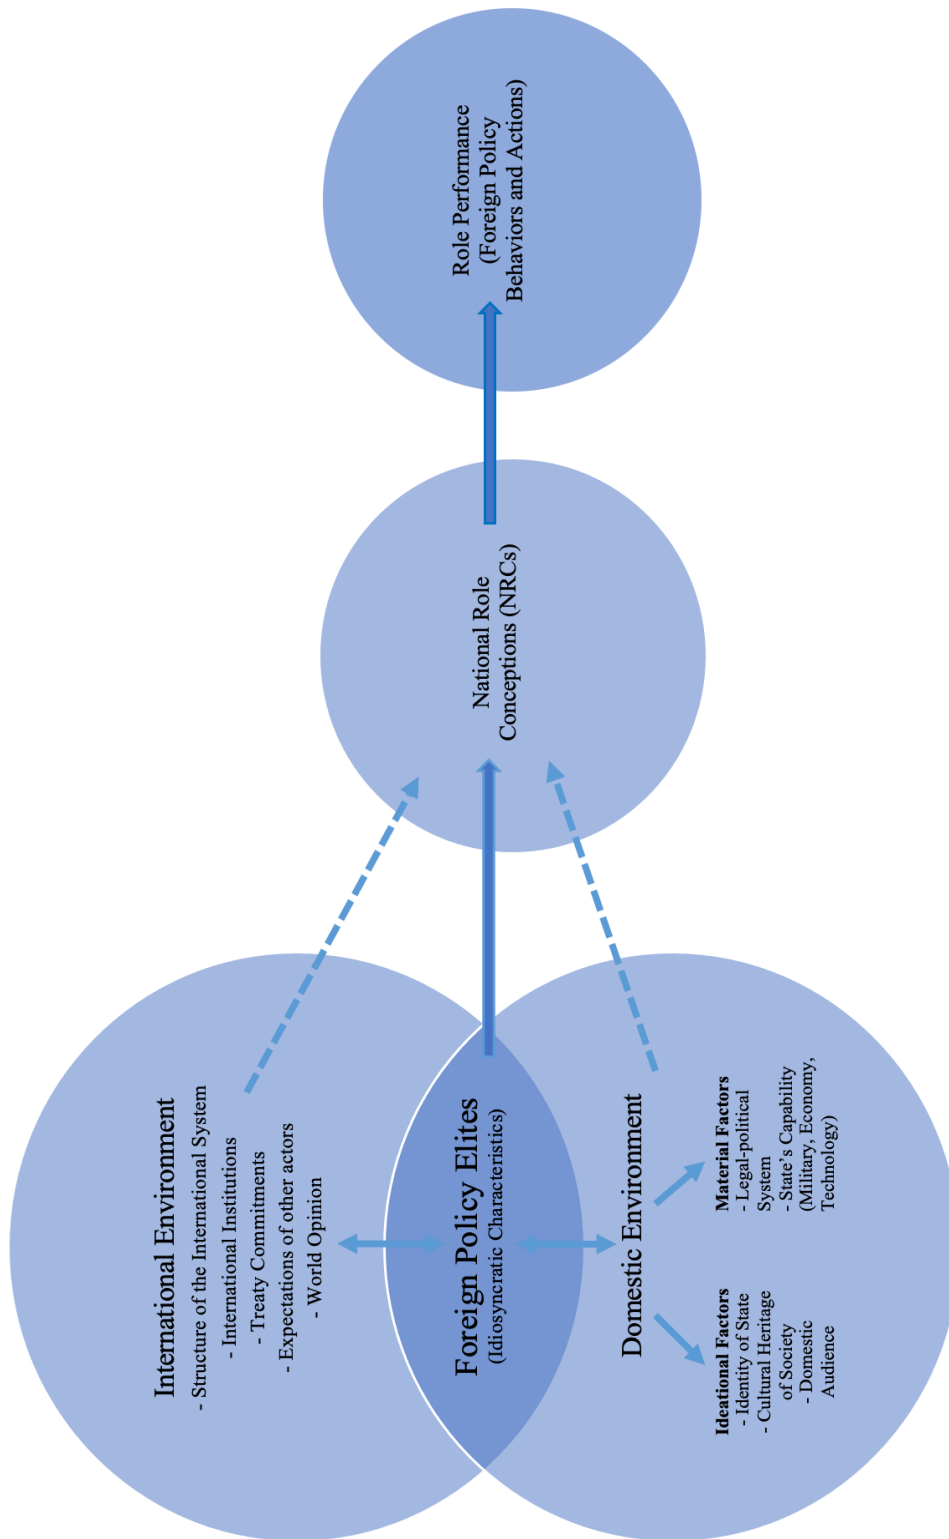 International Environment
- Structure of the International System
- International Institutions
- Treaty Commitments
- Expectations of other actors
- World Opinion
Foreign Policy Elites
(Idiosyncratic Characteristics)
Domestic Environment
Ideational Factors
- Identity of State
- Cultural Heritage
of Society
- Domestic
Audience
Material Factors
- Legal-political
System
- State’s Capability
(Military, Economy,
Technology)
National Role
Conceptions (NRCs)
Role Performance
(Foreign Policy
Behaviors and Actions)